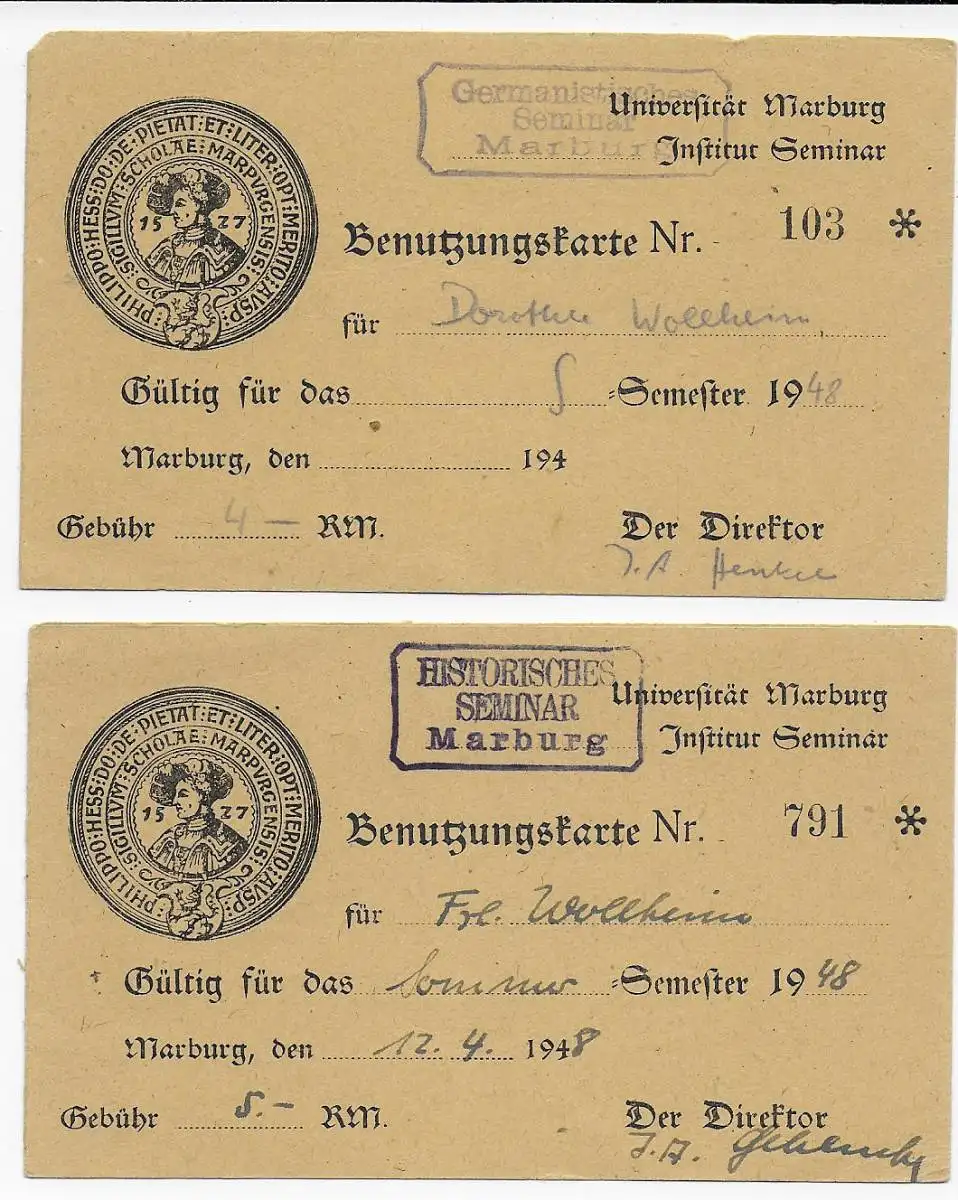 Germanistisches
Seminar
Marburg
Universität Marburg
Institut Seminar
PHILIPPO:HESS:DO:DE:PIETAT:ET:LITER:OPT:MERITO:AVSP:
SIGILLVM:SCHOLAE:MARPVRGENSIS:
15 27
Benutzungskarte Nr. 103 *
für Dorothee Wollheim
Gültig für das S =Semester 1948
Marburg, den 194
Gebühr 4 — RM.
Der Direktor
I. A Henkel
HISTORISCHES
SEMINAR
Marburg
Universität Marburg
Institut Seminar
PHILIPPO:HESS:DO:DE:PIETAT:ET:LITER:OPT:MERITO:AVSP:
SIGILLVM:SCHOLAE:MARPVRGENSIS:
15 27
Benutzungskarte Nr. 791 *
für Frl. Wollheim
Gültig für das Sommer =Semester 1948
Marburg, den 12. 4. 1948
Gebühr 5.- RM.
Der Direktor
I. A.